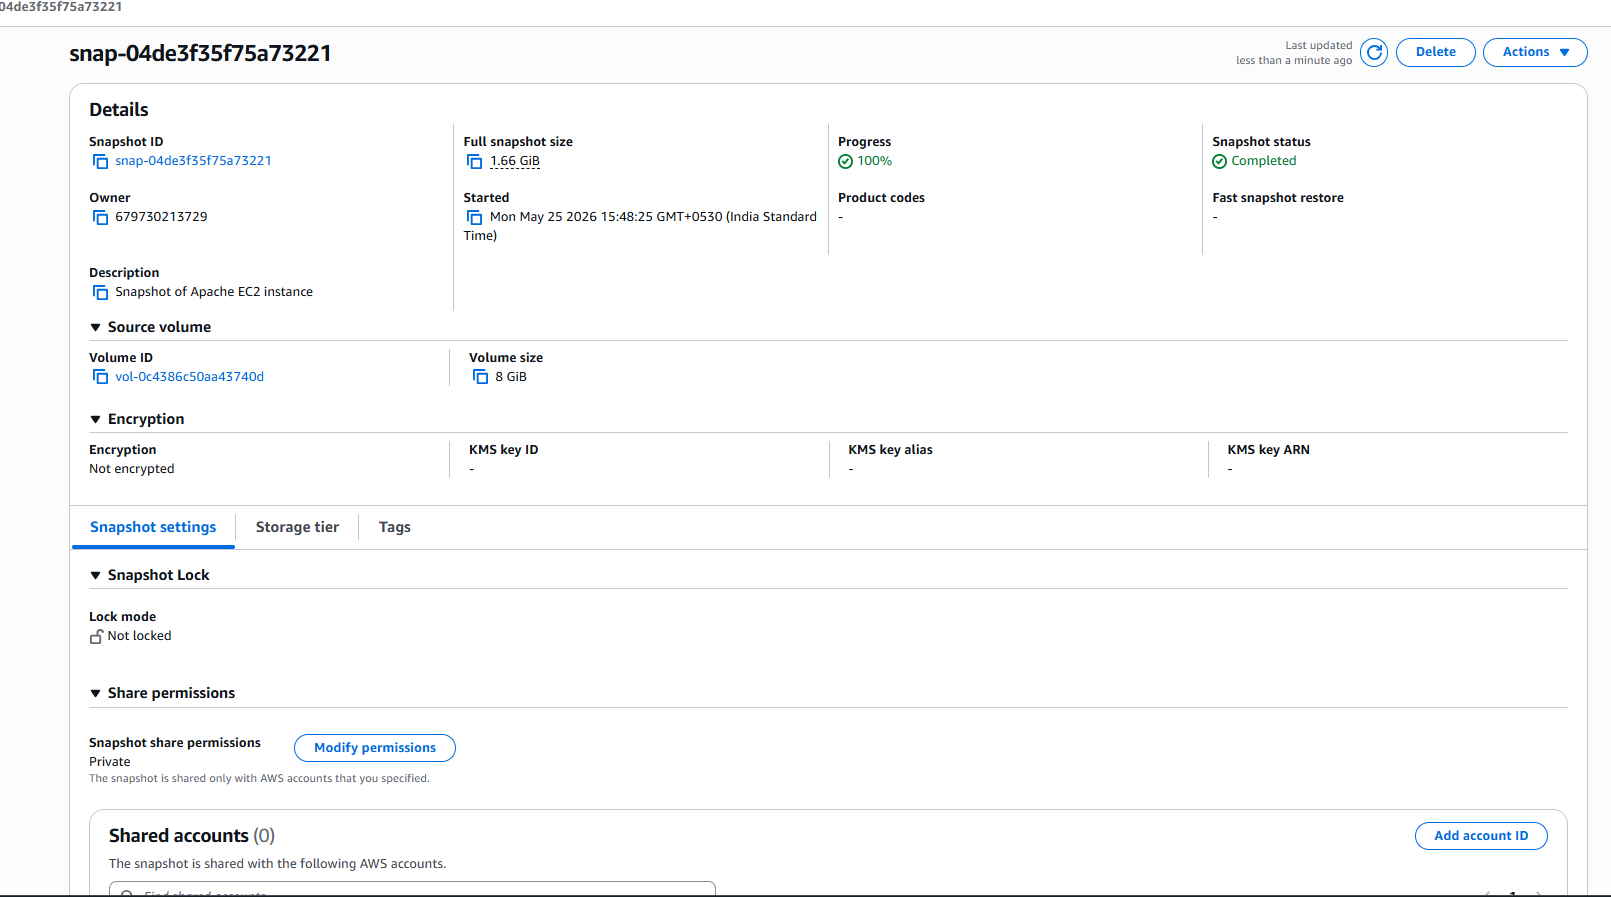 04de3f35f75a73221
snap-04de3f35f75a73221
Last updated
less than a minute ago
Delete
Actions
Details
Snapshot ID
snap-04de3f35f75a73221
Full snapshot size
1.66 GiB
Progress
100%
Snapshot status
Completed
Owner
679730213729
Started
Mon May 25 2026 15:48:25 GMT+0530 (India Standard
Time)
Product codes
-
Fast snapshot restore
-
Description
Snapshot of Apache EC2 instance
Source volume
Volume ID
vol-0c4386c50aa43740d
Volume size
8 GiB
Encryption
Encryption
Not encrypted
KMS key ID
-
KMS key alias
-
KMS key ARN
-
Snapshot settings
Storage tier
Tags
Snapshot Lock
Lock mode
Not locked
Share permissions
Snapshot share permissions
Private
The snapshot is shared only with AWS accounts that you specified.
Modify permissions
Shared accounts (0)
Add account ID
The snapshot is shared with the following AWS accounts.
Find shared accounts
1